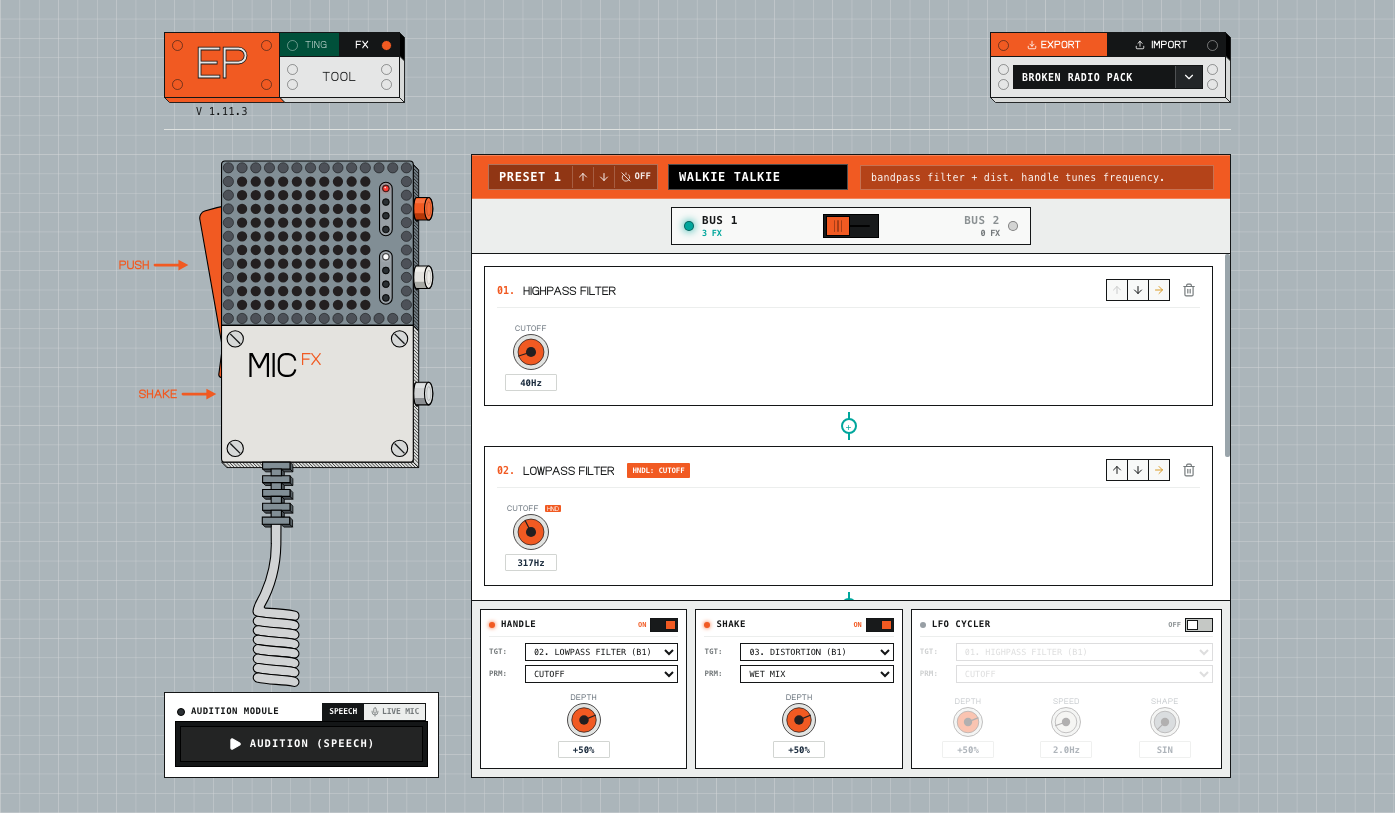 EP
TING
FX
TOOL
V 1.11.3
EXPORT
IMPORT
BROKEN RADIO PACK
PUSH
SHAKE
MIC FX
AUDITION MODULE
SPEECH
LIVE MIC
AUDITION (SPEECH)
PRESET 1
OFF
WALKIE TALKIE
bandpass filter + dist. handle tunes frequency.
BUS 1
3 FX
BUS 2
0 FX
01. HIGHPASS FILTER
CUTOFF
40Hz
02. LOWPASS FILTER
HNDL: CUTOFF
CUTOFF HND
317Hz
HANDLE
ON
TGT: 02. LOWPASS FILTER (B1)
PRM: CUTOFF
DEPTH
+50%
SHAKE
ON
TGT: 03. DISTORTION (B1)
PRM: WET MIX
DEPTH
+50%
LFO CYCLER
OFF
TGT: 01. HIGHPASS FILTER (B1)
PRM: CUTOFF
DEPTH SPEED SHAPE
+50% 2.0Hz SIN